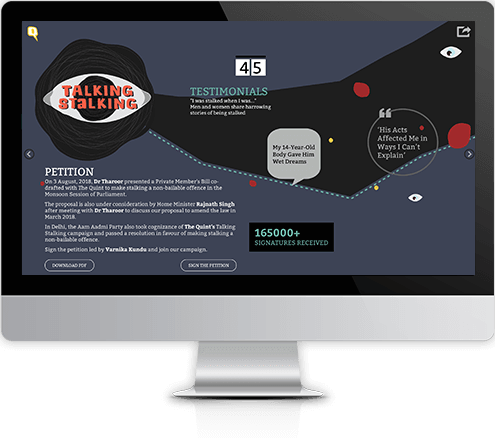 TALKING
STALKING
45
TESTIMONIALS
"I was stalked when I was..."
Men and women share harrowing
stories of being stalked
My 14-Year-Old
Body Gave Him
Wet Dreams
'His Acts
Affected Me in
Ways I Can't
Explain'
PETITION
On 3 August, 2018, Dr Tharoor presented a Private Member's Bill co-
drafted with The Quint to make stalking a non-bailable offence in the
Monsoon Session of Parliament.
The proposal is also under consideration by Home Minister Rajnath Singh
after meeting with Dr Tharoor to discuss our proposal to amend the law in
March 2018.
In Delhi, the Aam Aadmi Party also took cognizance of The Quint's Talking
Stalking campaign and passed a resolution in favour of making stalking a
non-bailable offence.
Sign the petition led by Varnika Kundu and join our campaign.
DOWNLOAD PDF
SIGN THE PETITION
165000+
SIGNATURES RECEIVED